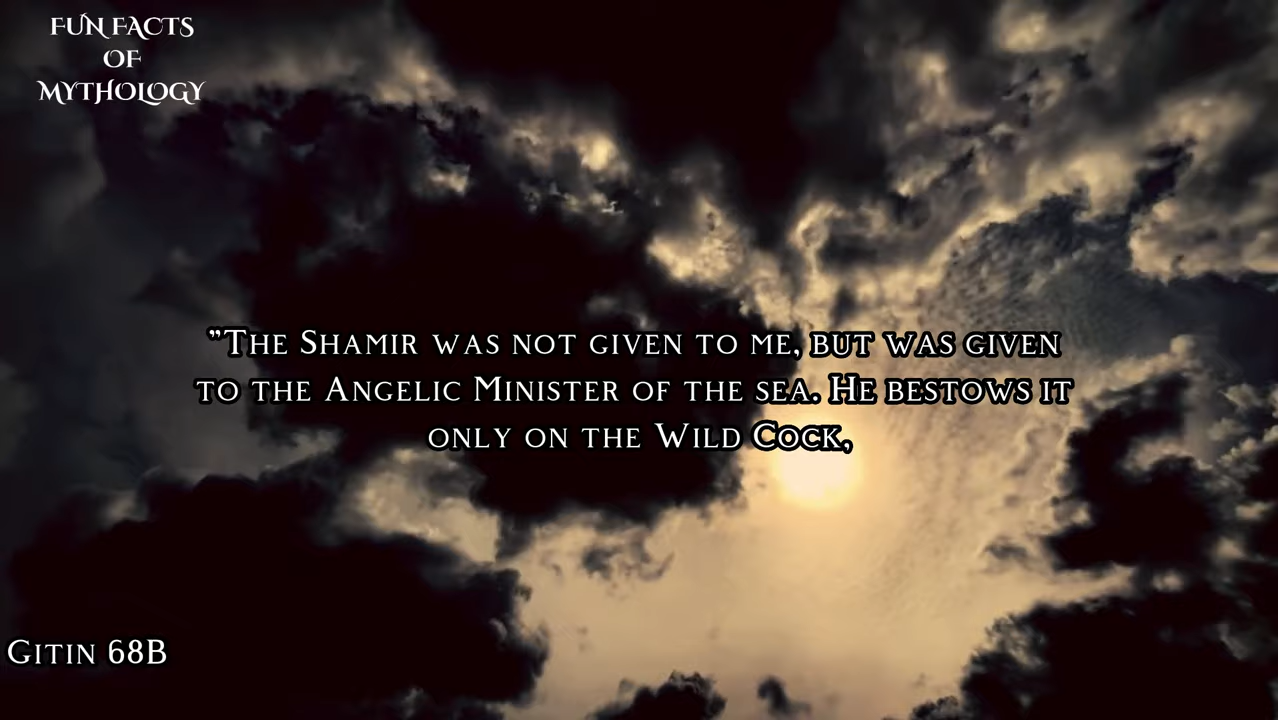 FUN FACTS
OF
MYTHOLOGY
"THE SHAMIR WAS NOT GIVEN TO ME, BUT WAS GIVEN
TO THE ANGELIC MINISTER OF THE SEA. HE BESTOWS IT
ONLY ON THE WILD COCK,
GITIN 68B